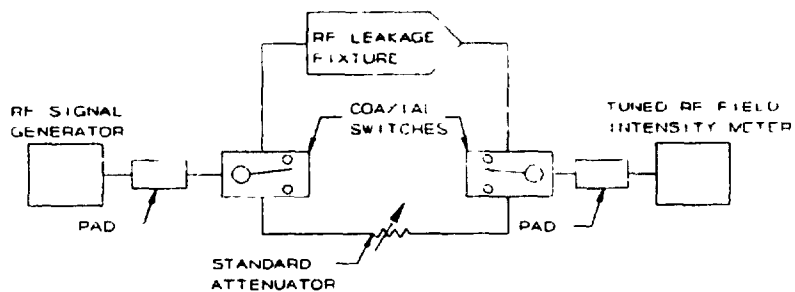 RF LEAKAGE
FIXTURE
RF SIGNAL
GENERATOR
COAXIAL
SWITCHES
TUNED RF FIELD
INTENSITY METER
PAD
PAD
STANDARD
ATTENUATOR